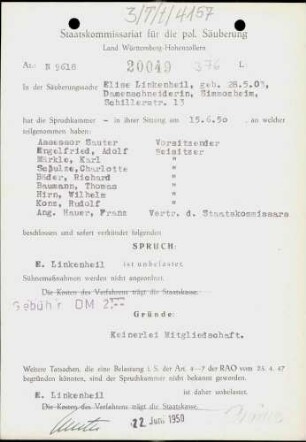 3/T/1/4157
Staatskommissariat für die pol. Säuberung
Land Württemberg-Hohenzollern
Az.: N 9618 20049 376 L
In der Säuberungssache Elise Linkenheil, geb. 28.5.03,
Damenschneiderin, Simmozheim,
Schillerstr. 13
hat die Spruchkammer – in ihrer Sitzung am 15.6.50 , an welcher
teilgenommen haben:
Assessor Sauter Vorsitzender
Engelfried, Adolf Beisitzer
Märkle, Karl "
Schulze, Charlotte "
Bäder, Richard "
Baumann, Thomas "
Hirn, Wilhelm "
Konz, Rudolf "
Ang. Hauer, Franz Vertr. d. Staatskommissars
beschlossen und sofort verkündet folgenden
SPRUCH:
E. Linkenheil ist unbelastet.
Sühnemaßnahmen werden nicht angeordnet.
Die Kosten des Verfahrens trägt die Staatskasse.
Gebühr DM 2.--
Gründe:
Keinerlei Mitgliedschaft.
Weitere Tatsachen, die eine Belastung i. S. der Art. 4–7 der RAO vom 25. 4. 47
begründen könnten, sind der Spruchkammer nicht bekannt geworden.
E. Linkenheil ist daher unbelastet.
Die Kosten des Verfahrens trägt die Staatskasse.
22. Juni 1950